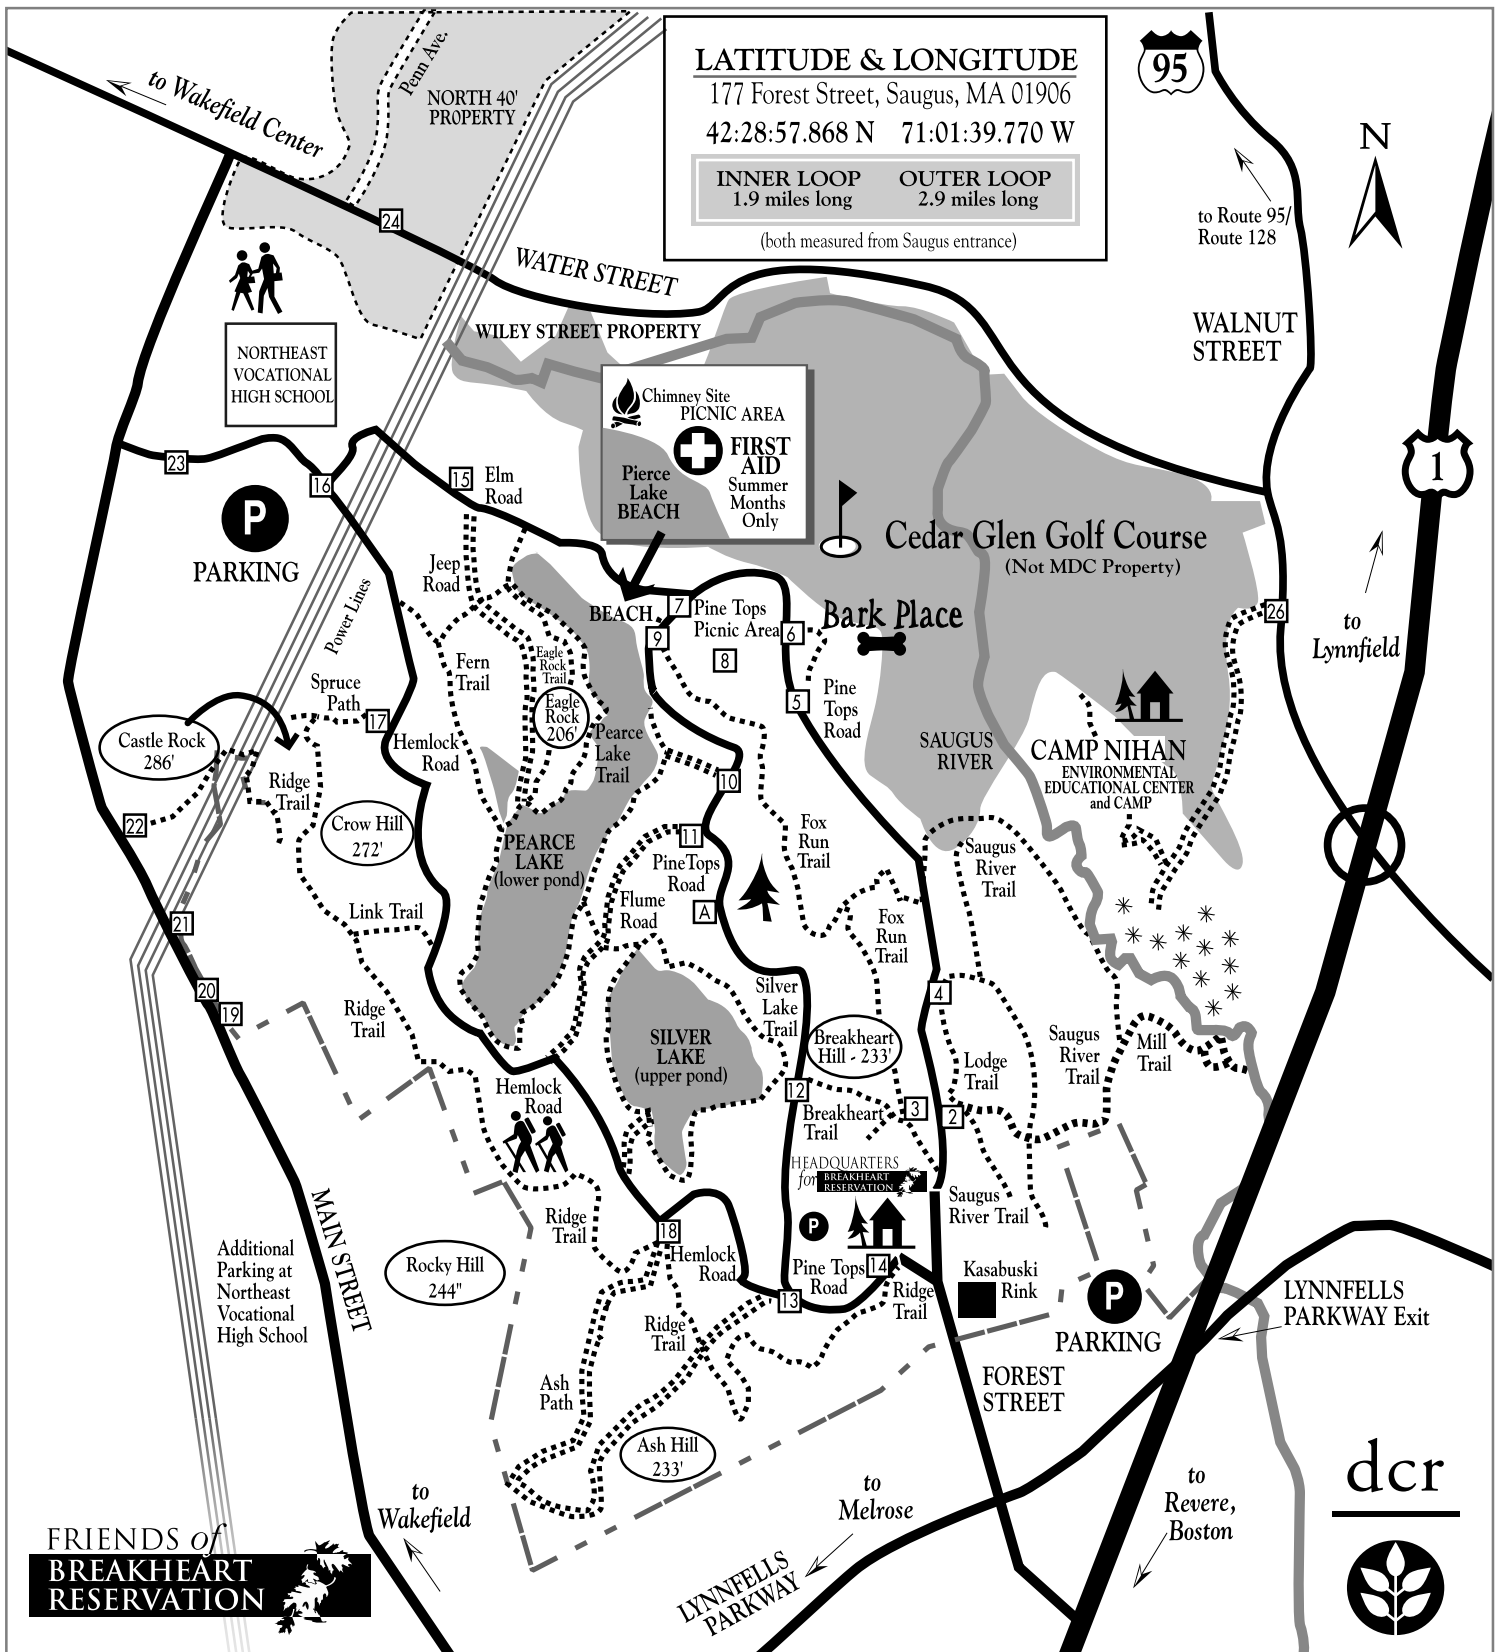 LATITUDE & LONGITUDE
177 Forest Street, Saugus, MA 01906
42:28:57.868 N 71:01:39.770 W
INNER LOOP
1.9 miles long
OUTER LOOP
2.9 miles long
(both measured from Saugus entrance)
95
N
to Wakefield Center
Penn Ave.
NORTH 40'
PROPERTY
24
to Route 95/
Route 128
WATER STREET
WILEY STREET PROPERTY
WALNUT
STREET
NORTHEAST
VOCATIONAL
HIGH SCHOOL
Chimney Site
PICNIC AREA
FIRST
AID
Summer
Months
Only
Pierce
Lake
BEACH
1
23
16
15
Elm
Road
P
PARKING
Cedar Glen Golf Course
(Not MDC Property)
Power Lines
Jeep
Road
BEACH
7
Pine Tops
Picnic Area
6
9
8
Bark Place
26
to
Lynnfield
Fern
Trail
Eagle
Rock
Trail
Eagle
Rock
206'
Spruce
Path
17
5
Pine
Tops
Road
Castle Rock
286'
Hemlock
Road
Pearce
Lake
Trail
SAUGUS
RIVER
CAMP NIHAN
ENVIRONMENTAL
EDUCATIONAL CENTER
and CAMP
Ridge
Trail
10
22
Crow Hill
272'
PEARCE
LAKE
(lower pond)
11
Pine Tops
Road
Fox
Run
Trail
Saugus
River
Trail
Link Trail
Flume
Road
A
21
Fox
Run
Trail
20
19
Ridge
Trail
Silver
Lake
Trail
4
SILVER
LAKE
(upper pond)
Breakheart
Hill - 233'
Lodge
Trail
Saugus
River
Trail
Mill
Trail
Hemlock
Road
12
Breakheart
Trail
3
2
HEADQUARTERS
for BREAKHEART
RESERVATION
MAIN STREET
Ridge
Trail
18
P
Saugus
River Trail
Additional
Parking at
Northeast
Vocational
High School
Rocky Hill
244"
Hemlock
Road
Pine Tops
Road
14
13
Ridge
Trail
Kasabuski
Rink
P
PARKING
LYNNFELLS
PARKWAY Exit
Ridge
Trail
Ash
Path
FOREST
STREET
Ash Hill
233'
to
Wakefield
to
Melrose
to
Revere,
Boston
LYNNFELLS
PARKWAY
FRIENDS of
BREAKHEART
RESERVATION
dcr